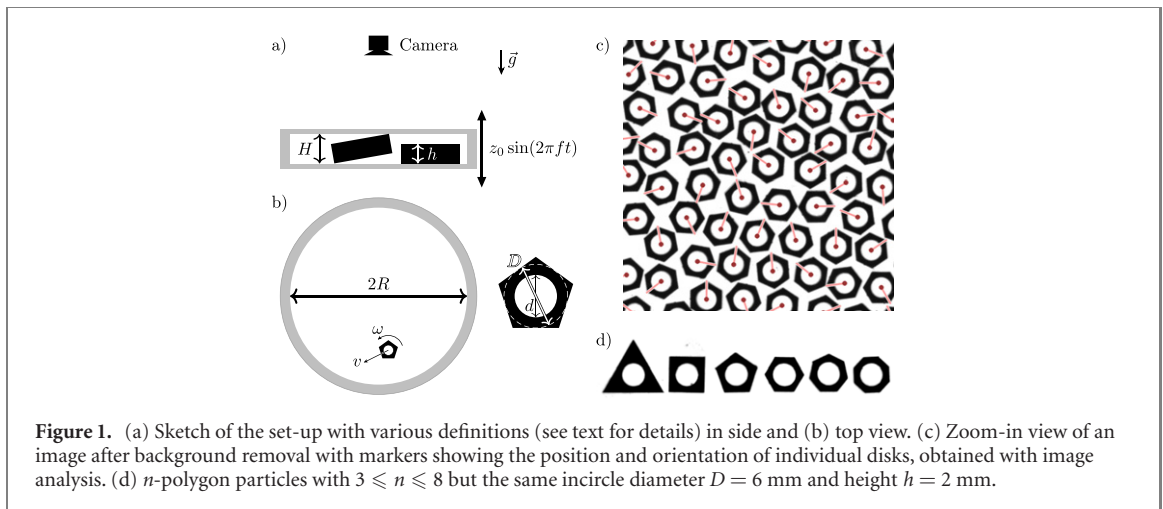 a)
Camera
g⃗
c)
H
h
z₀ sin(2πft)
b)
2R
𝔻
d
ω
v
d)
Figure 1. (a) Sketch of the set-up with various definitions (see text for details) in side and (b) top view. (c) Zoom-in view of an
image after background removal with markers showing the position and orientation of individual disks, obtained with image
analysis. (d) n-polygon particles with 3 ⩽ n ⩽ 8 but the same incircle diameter D = 6 mm and height h = 2 mm.